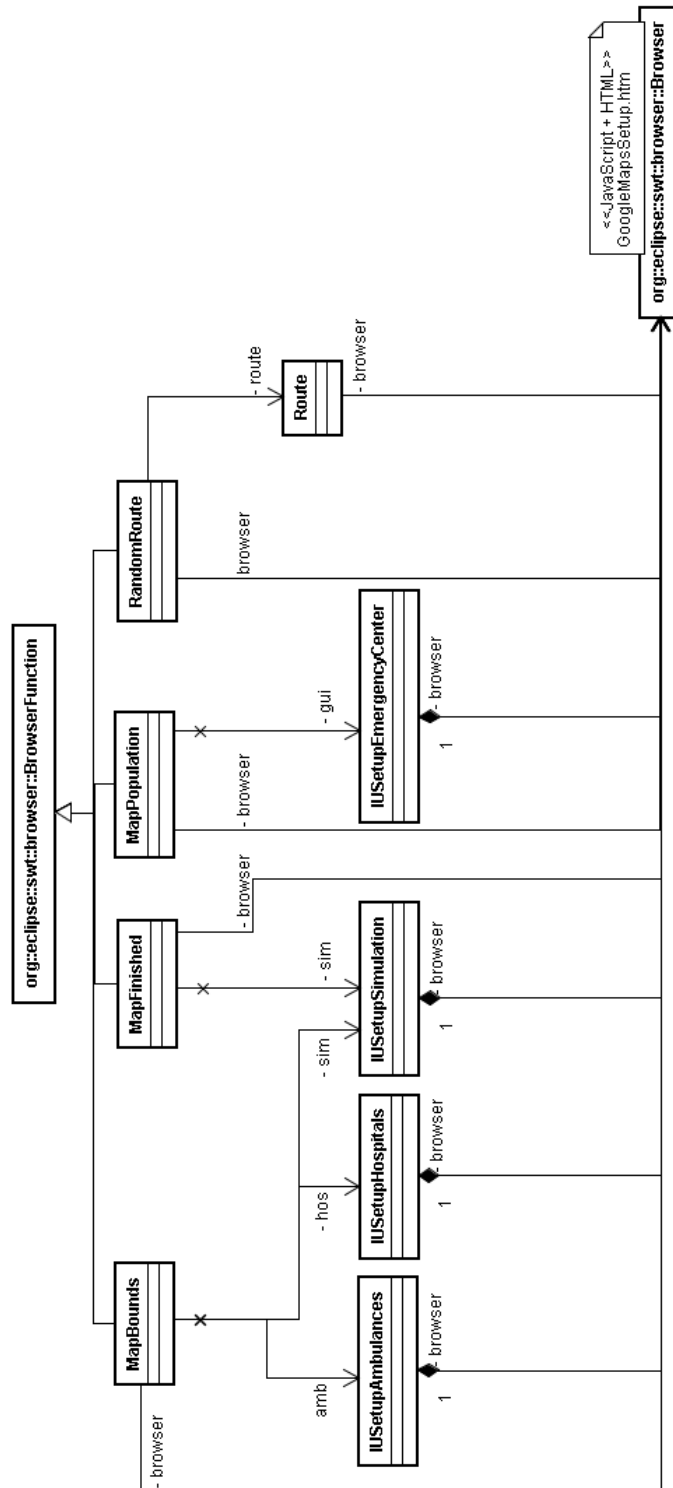 org::eclipse::swt::browser::BrowserFunction
MapBounds
MapFinished
MapPopulation
RandomRoute
- browser
- browser
- browser
browser
- route
amb
- hos
- sim
- sim
- gui
Route
- browser
IUSetupAmbulances
IUSetupHospitals
IUSetupSimulation
IUSetupEmergencyCenter
- browser
1
- browser
1
- browser
1
- browser
1
<<JavaScript + HTML>>
GoogleMapsSetup.htm
org::eclipse::swt::browser::Browser